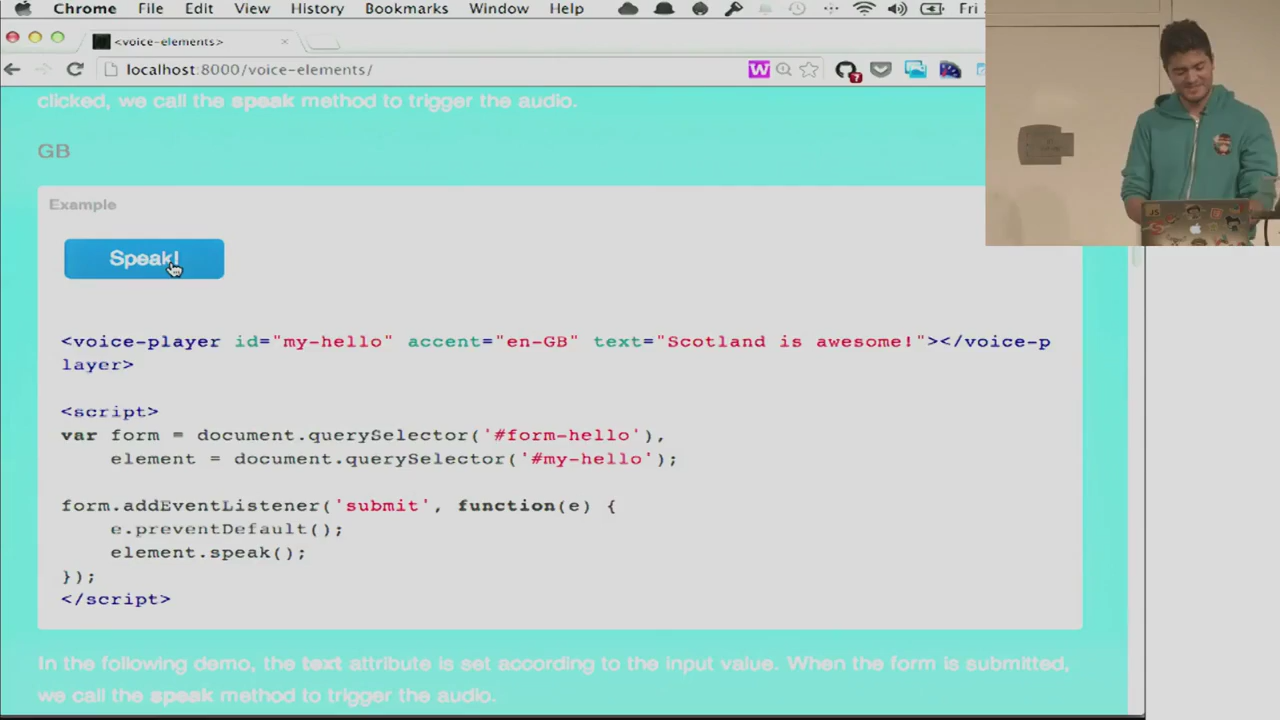 Chrome File Edit View History Bookmarks Window Help Fri
<voice-elements>
localhost:8000/voice-elements/
clicked, we call the speak method to trigger the audio.
GB
Example
Speak!
<voice-player id="my-hello" accent="en-GB" text="Scotland is awesome!"></voice-p
layer>
<script>
var form = document.querySelector('#form-hello'),
element = document.querySelector('#my-hello');
form.addEventListener('submit', function(e) {
e.preventDefault();
element.speak();
});
</script>
In the following demo, the text attribute is set according to the input value. When the form is submitted,
we call the speak method to trigger the audio.